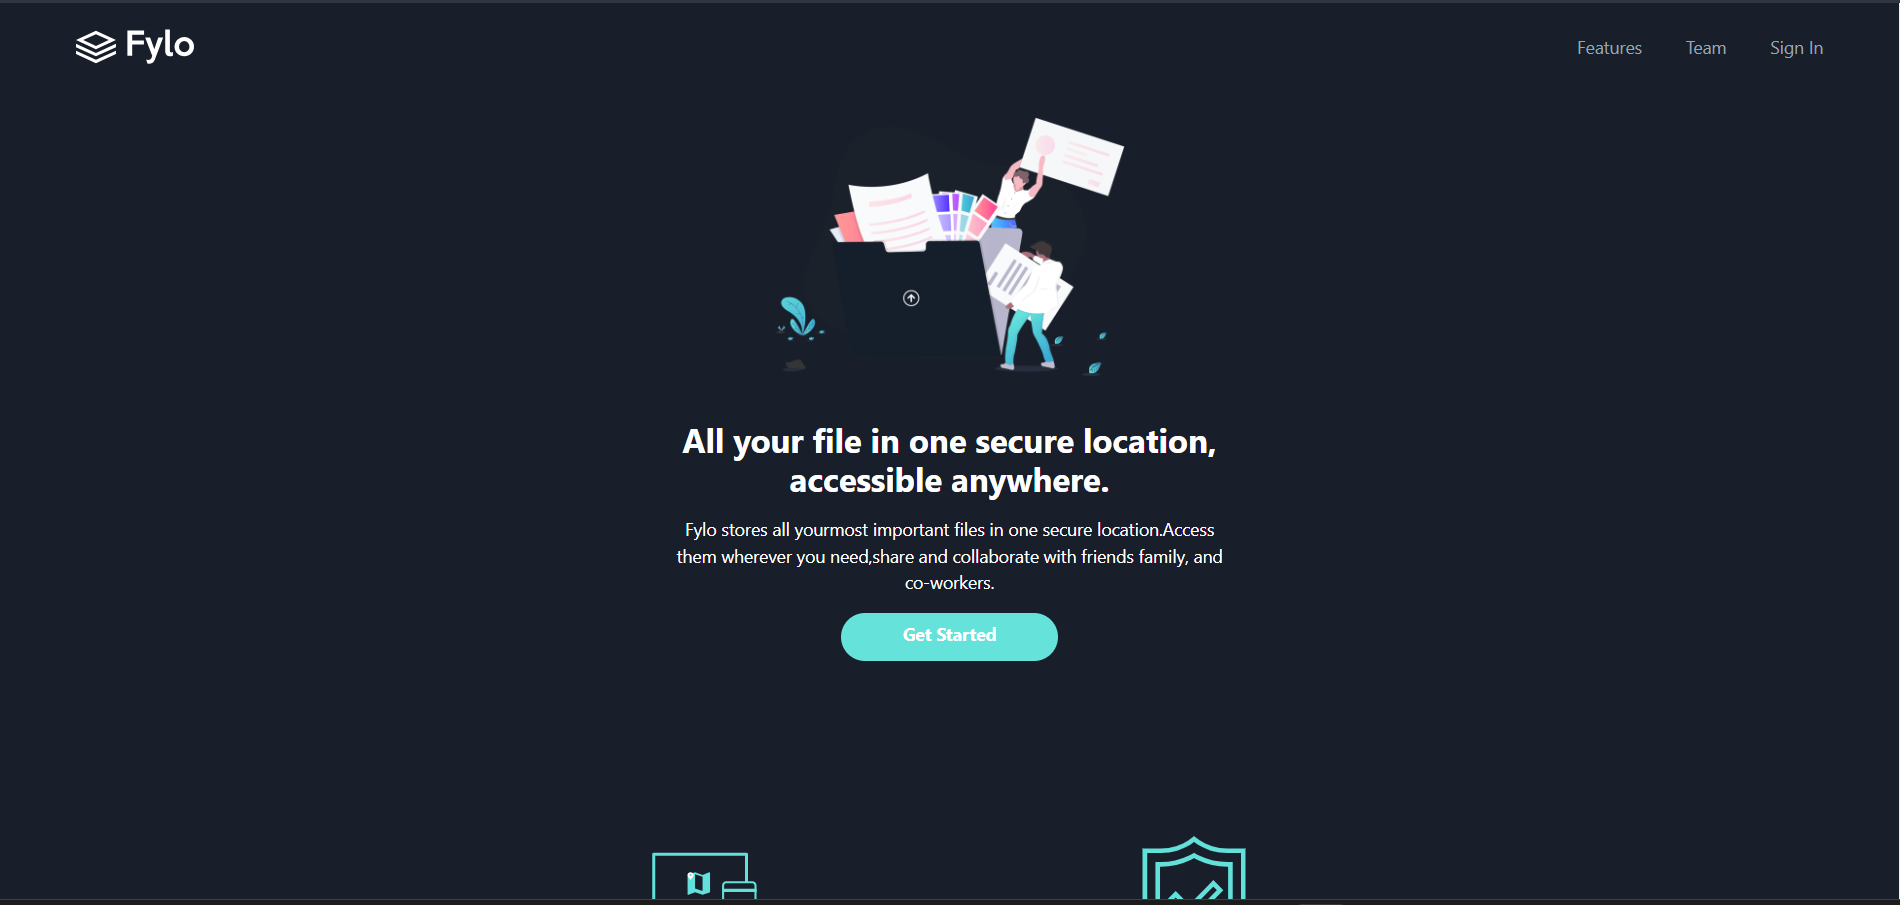 Fylo
Features
Team
Sign In
All your file in one secure location,
accessible anywhere.
Fylo stores all yourmost important files in one secure location.Access
them wherever you need,share and collaborate with friends family, and
co-workers.
Get Started